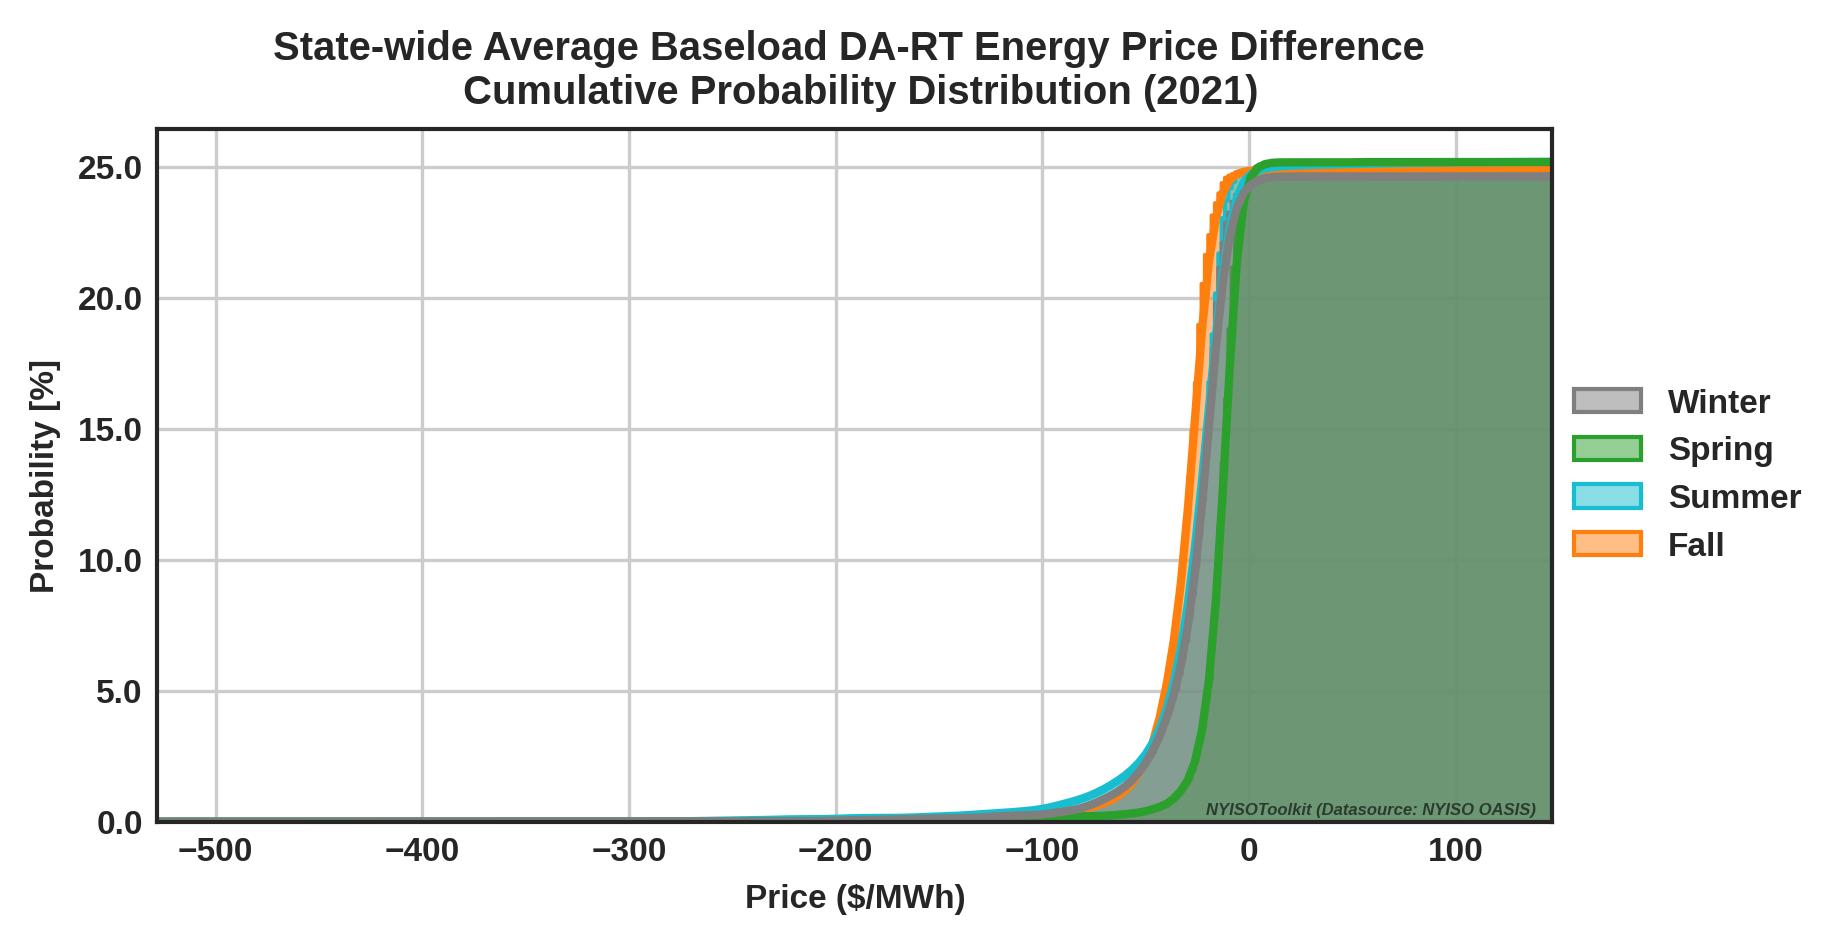 State-wide Average Baseload DA-RT Energy Price Difference
Cumulative Probability Distribution (2021)
Probability [%]
25.0
20.0
15.0
10.0
5.0
0.0
−500
−400
−300
−200
−100
0
100
Price ($/MWh)
NYISOToolkit (Datasource: NYISO OASIS)
Winter
Spring
Summer
Fall